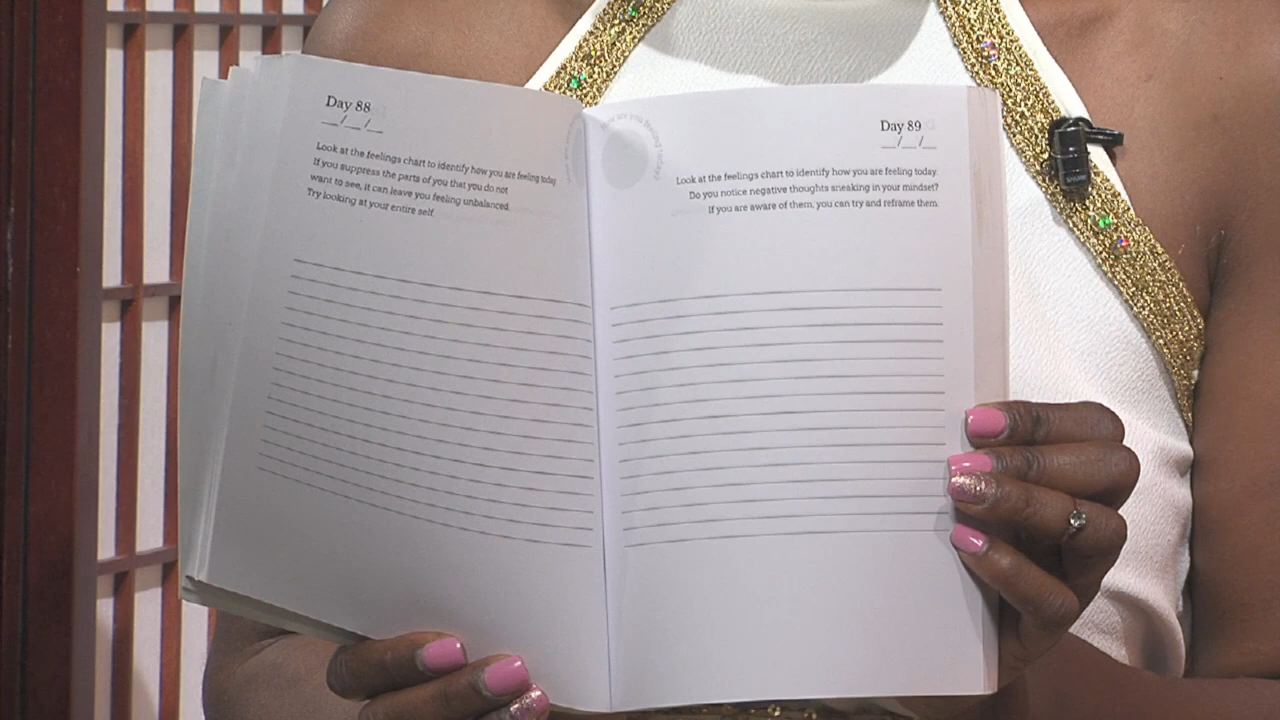 Day 88
__/__/__
Look at the feelings chart to identify how you are feeling today
If you suppress the parts of you that you do not
want to see, it can leave you feeling unbalanced.
Try looking at your entire self.
are you feeling today?
Day 89
__/__/__
Look at the feelings chart to identify how you are feeling today.
Do you notice negative thoughts sneaking in your mindset?
If you are aware of them, you can try and reframe them.